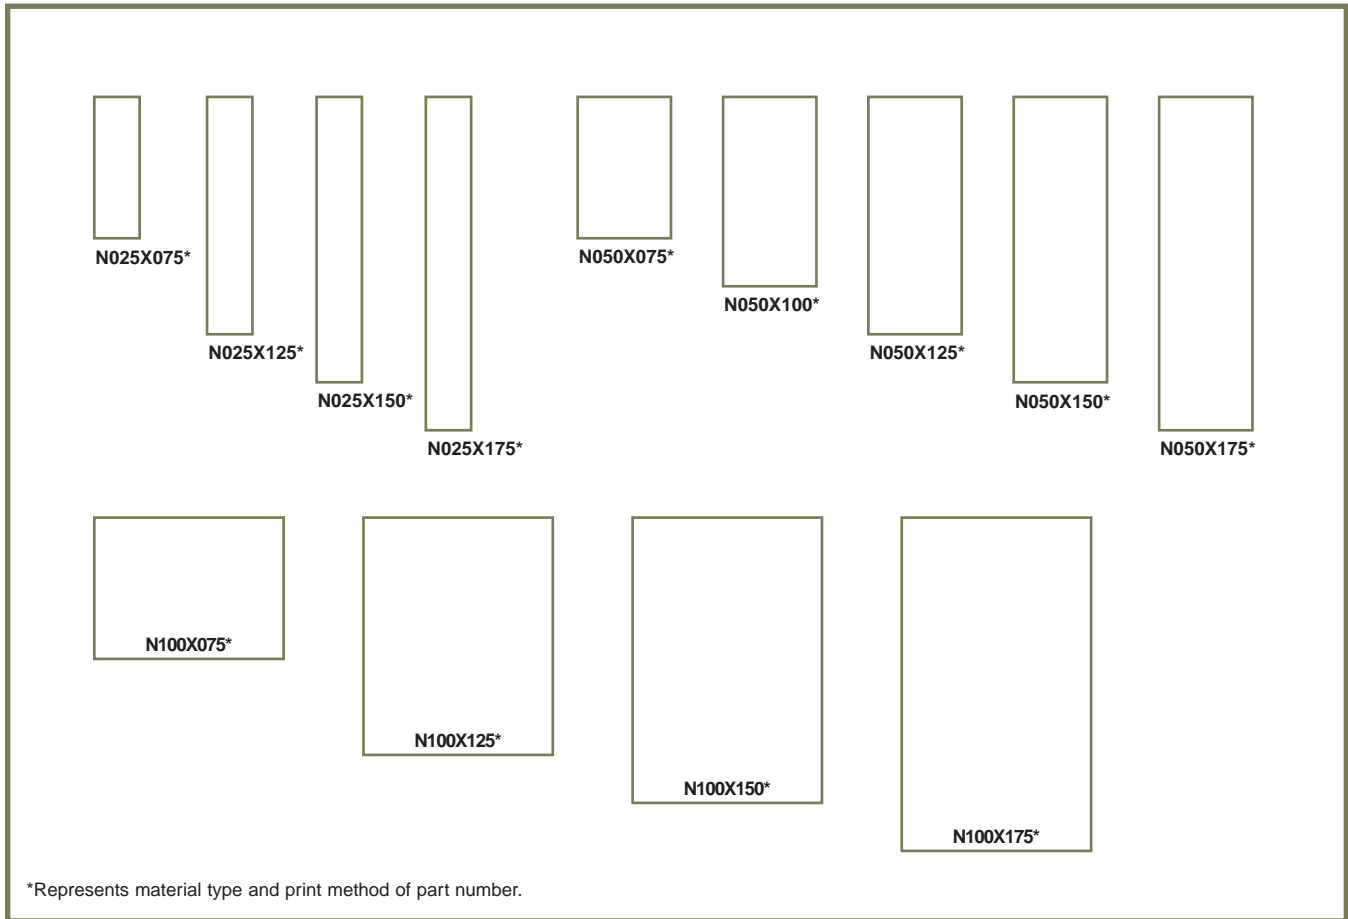 N025X075*
N025X125*
N025X150*
N025X175*
N050X075*
N050X100*
N050X125*
N050X150*
N050X175*
N100X075*
N100X125*
N100X150*
N100X175*
*Represents material type and print method of part number.